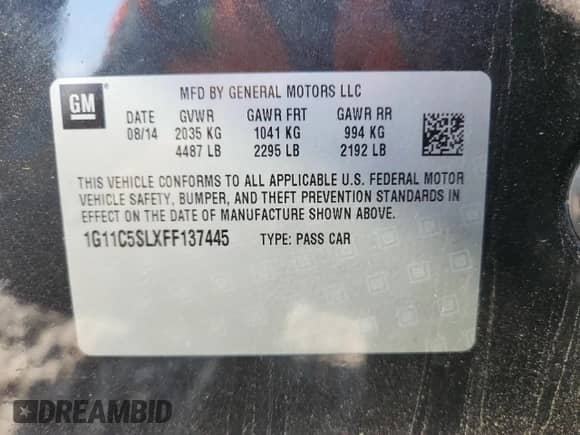 GM
MFD BY GENERAL MOTORS LLC
DATE GVWR GAWR FRT GAWR RR
08/14 2035 KG 1041 KG 994 KG
4487 LB 2295 LB 2192 LB
THIS VEHICLE CONFORMS TO ALL APPLICABLE U.S. FEDERAL MOTOR
VEHICLE SAFETY, BUMPER, AND THEFT PREVENTION STANDARDS IN
EFFECT ON THE DATE OF MANUFACTURE SHOWN ABOVE.
1G11C5SLXFF137445 TYPE: PASS CAR
DREAMBID